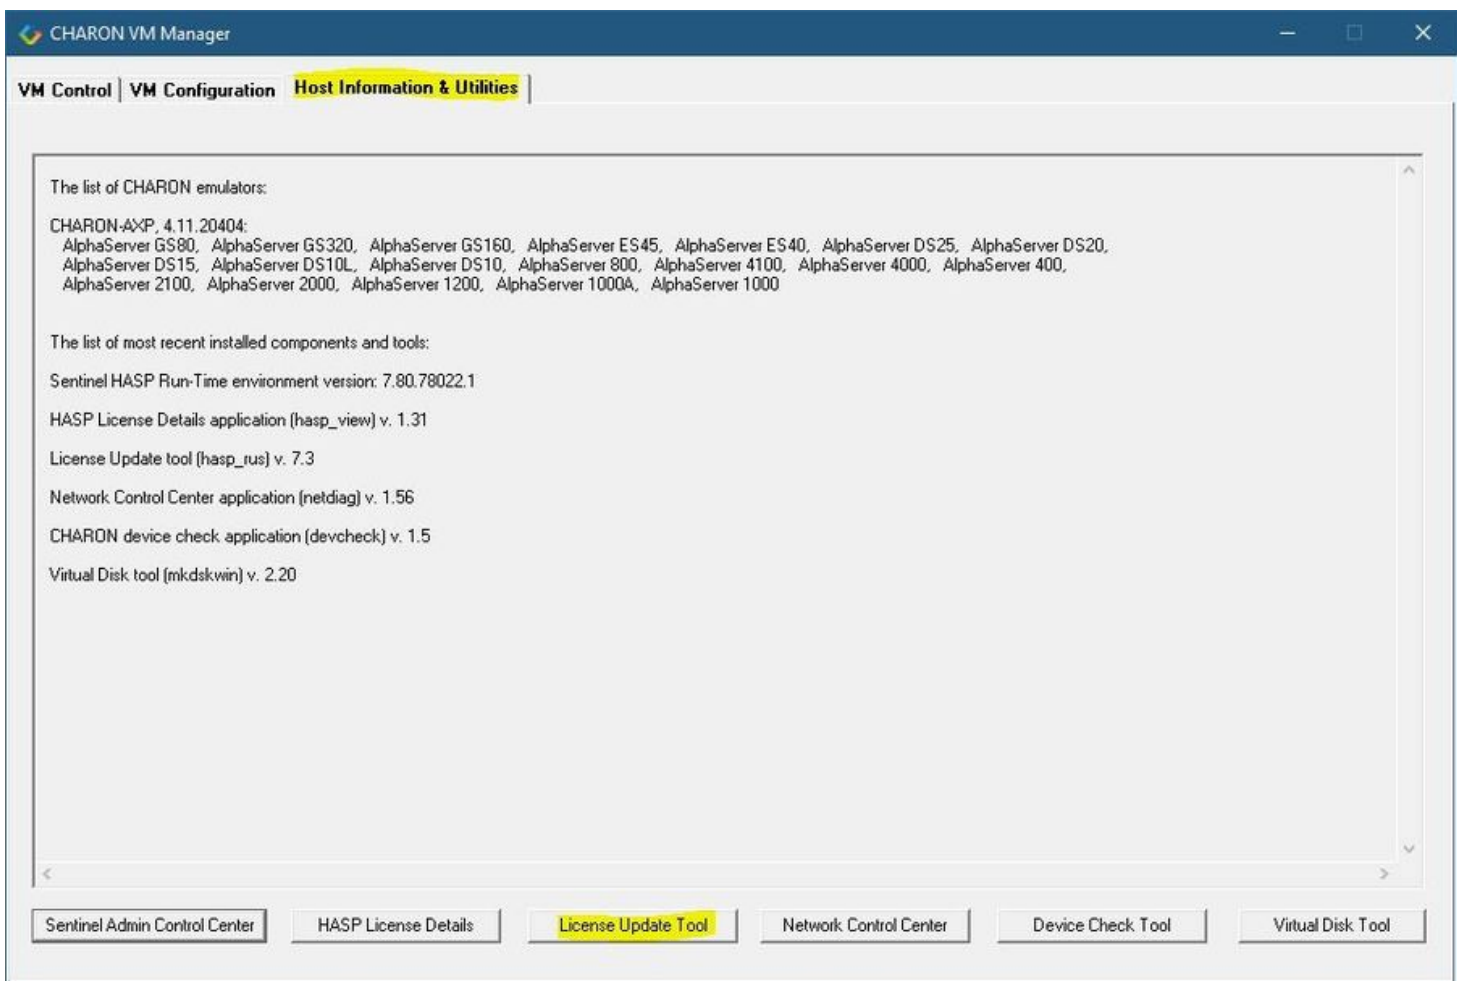 CHARON VM Manager
VM Control VM Configuration Host Information & Utilities
The list of CHARON emulators:
CHARON-AXP, 4.11.20404:
AlphaServer GS80, AlphaServer GS320, AlphaServer GS160, AlphaServer ES45, AlphaServer ES40, AlphaServer DS25, AlphaServer DS20,
AlphaServer DS15, AlphaServer DS10L, AlphaServer DS10, AlphaServer 800, AlphaServer 4100, AlphaServer 4000, AlphaServer 400,
AlphaServer 2100, AlphaServer 2000, AlphaServer 1200, AlphaServer 1000A, AlphaServer 1000
The list of most recent installed components and tools:
Sentinel HASP Run-Time environment version: 7.80.78022.1
HASP License Details application (hasp_view) v. 1.31
License Update tool (hasp_rus) v. 7.3
Network Control Center application (netdiag) v. 1.56
CHARON device check application (devcheck) v. 1.5
Virtual Disk tool (mkdskwin) v. 2.20
Sentinel Admin Control Center HASP License Details License Update Tool Network Control Center Device Check Tool Virtual Disk Tool